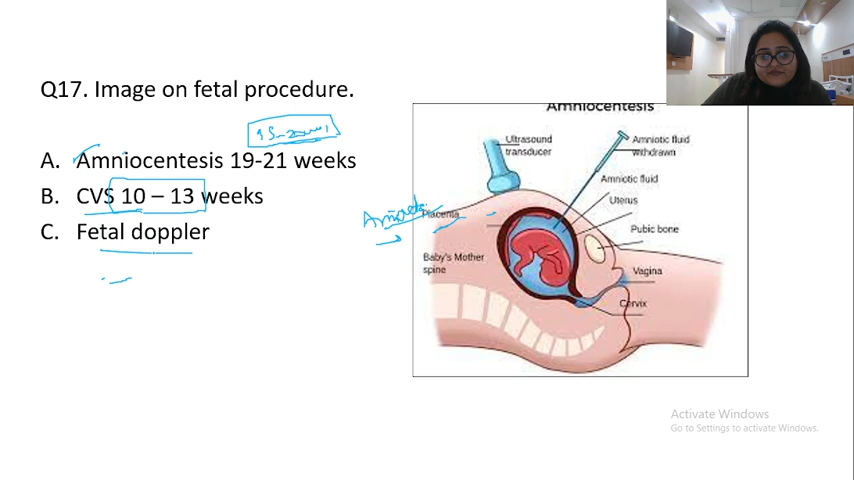 Q17. Image on fetal procedure.
A. Amniocentesis 19-21 weeks
B. CVS 10 – 13 weeks
C. Fetal doppler
Amniocentesis
Ultrasound
transducer
Amniotic fluid
withdrawn
Amniotic fluid
Uterus
Placenta
Pubic bone
Baby's Mother
spine
Vagina
Cervix
Activate Windows
Go to Settings to activate Windows.